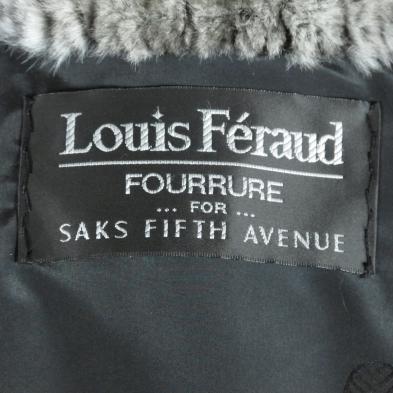 Louis Féraud
FOURRURE
... FOR ...
SAKS FIFTH AVENUE